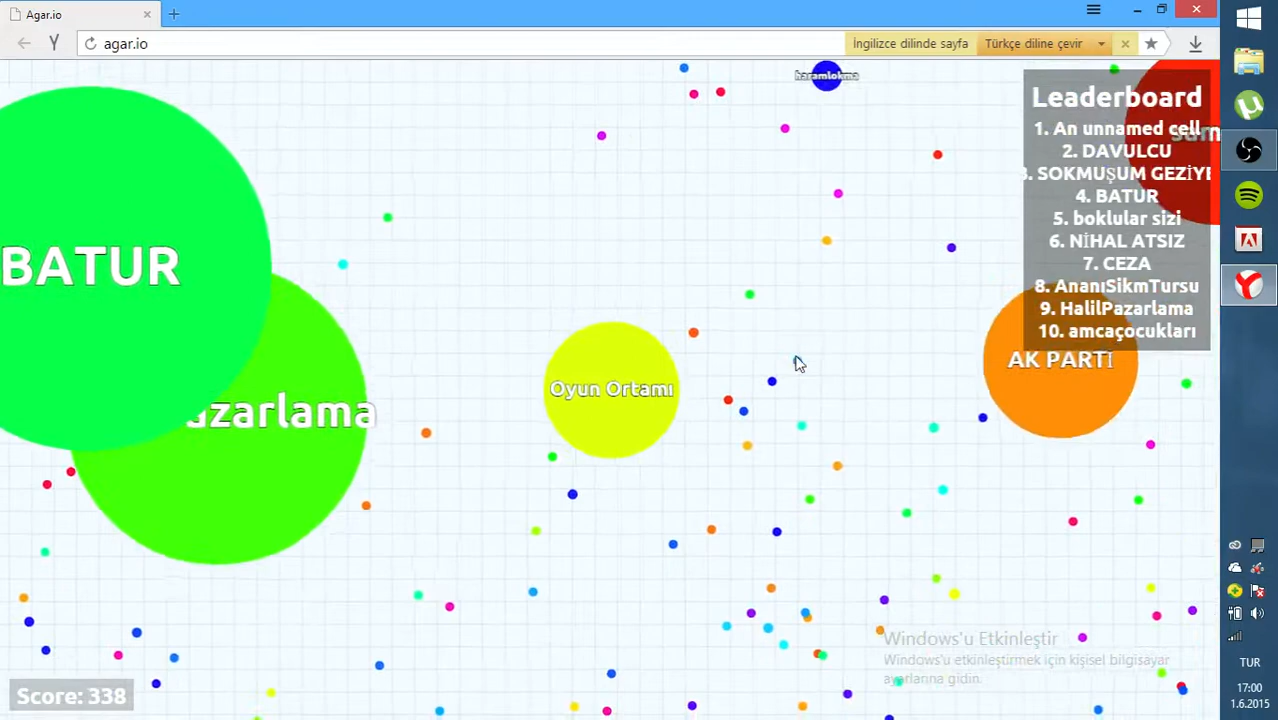 Agar.io
agar.io
İngilizce dilinde sayfa
Türkçe diline çevir
haramlokma
Leaderboard
1. An unnamed cell
2. DAVULCU
3. SOKMUŞUM GEZİYE
4. BATUR
5. boklular sizi
6. NİHAL ATSIZ
7. CEZA
8. AnanıSikmTursu
9. HalilPazarlama
10. amcaçocukları
BATUR
azarlama
Oyun Ortamı
AK PARTİ
Windows'u Etkinleştir
Windows'u etkinleştirmek için kişisel bilgisayar
ayarlarına gidin.
Score: 338
TUR
17:00
1.6.2015